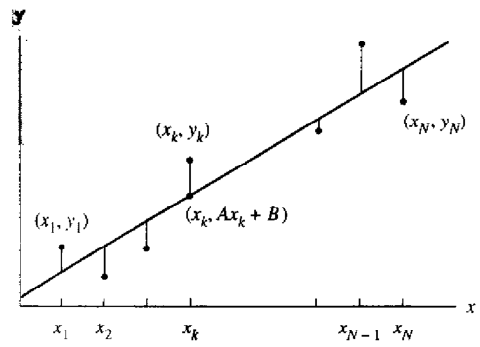 y
(x_N, y_N)
(x_k, y_k)
(x_k, Ax_k + B)
(x_1, y_1)
x
x_1 x_2 x_k x_{N-1} x_N